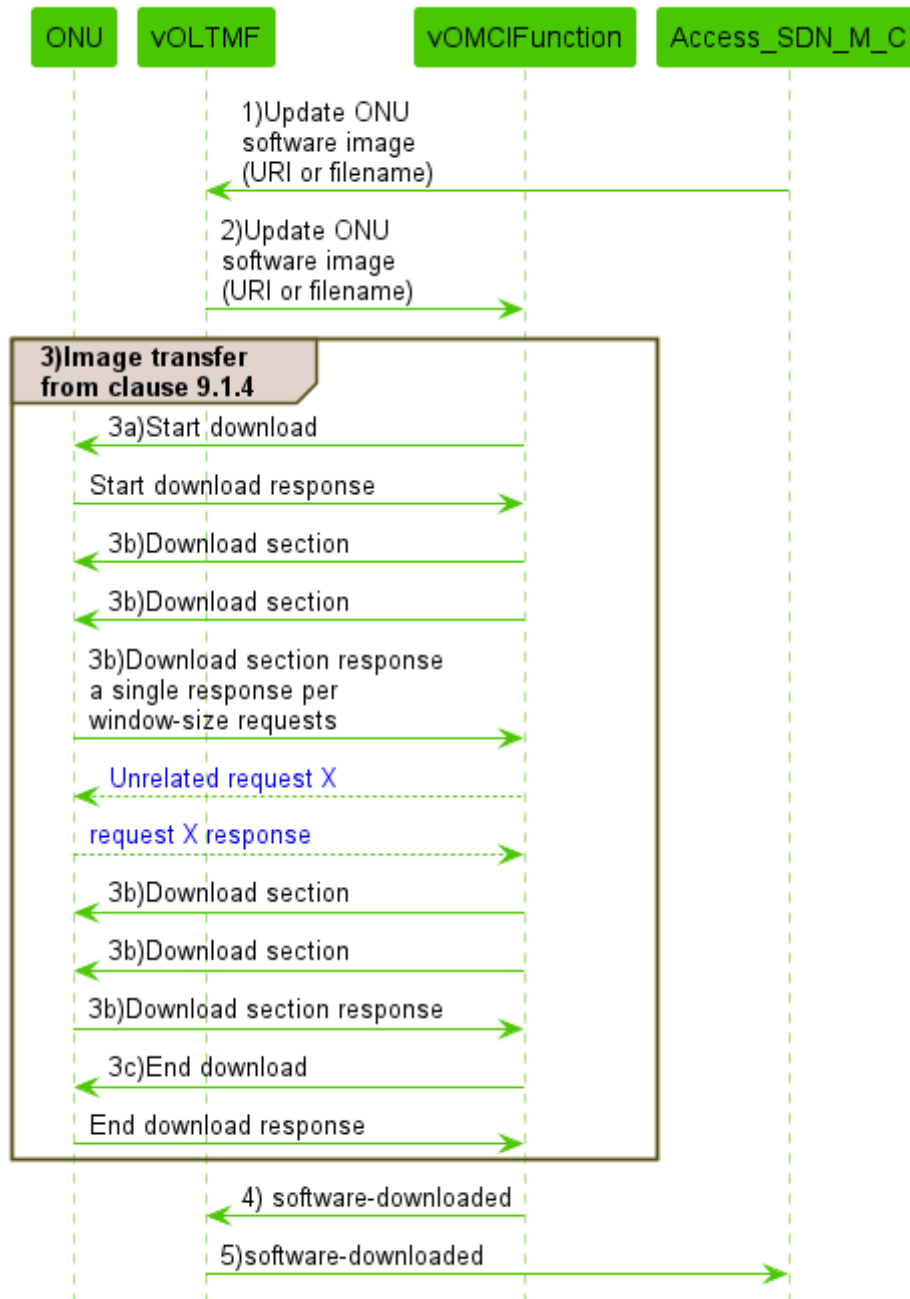 ONU vOLTMF vOMCIFunction Access_SDN_M_C
1)Update ONU
software image
(URI or filename)
2)Update ONU
software image
(URI or filename)
3)Image transfer
from clause 9.1.4
3a)Start download
Start download response
3b)Download section
3b)Download section
3b)Download section response
a single response per
window-size requests
Unrelated request X
request X response
3b)Download section
3b)Download section
3b)Download section response
3c)End download
End download response
4) software-downloaded
5)software-downloaded